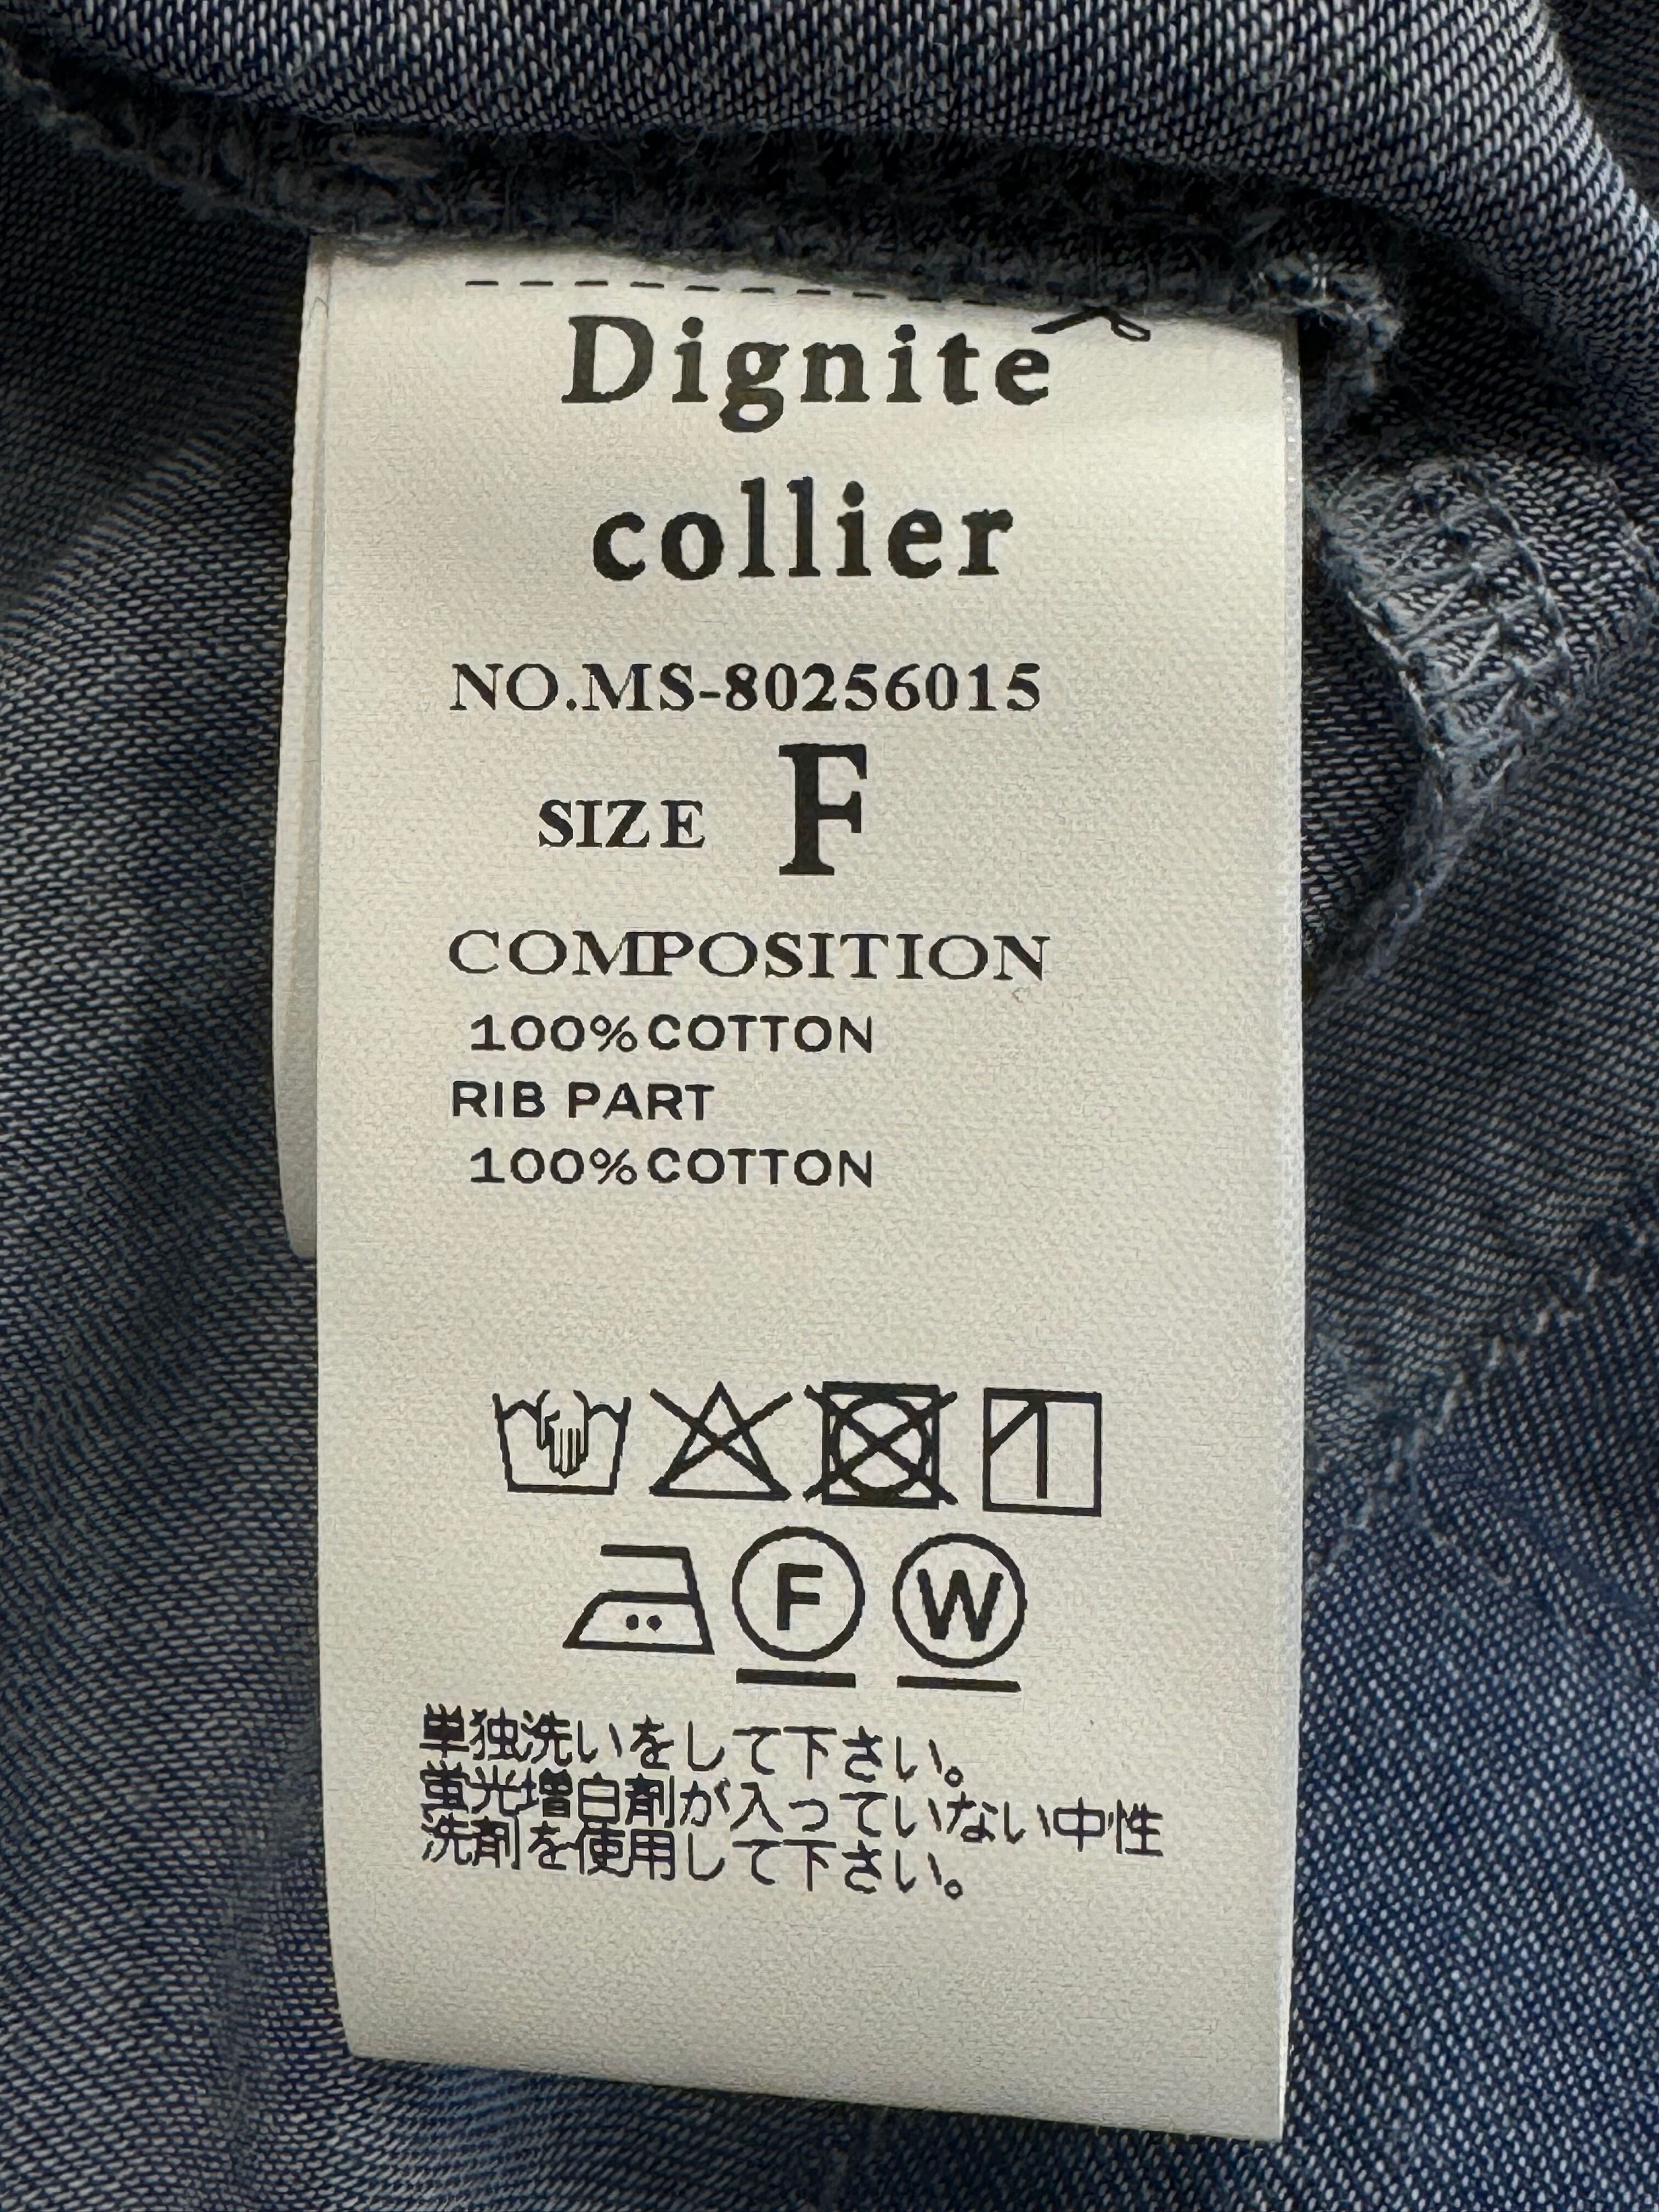 Dignite
collier
NO.MS-80256015
SIZE F
COMPOSITION
100%COTTON
RIB PART
100%COTTON
F W
単独洗いをして下さい。
蛍光増白剤が入っていない中性
洗剤を使用して下さい。